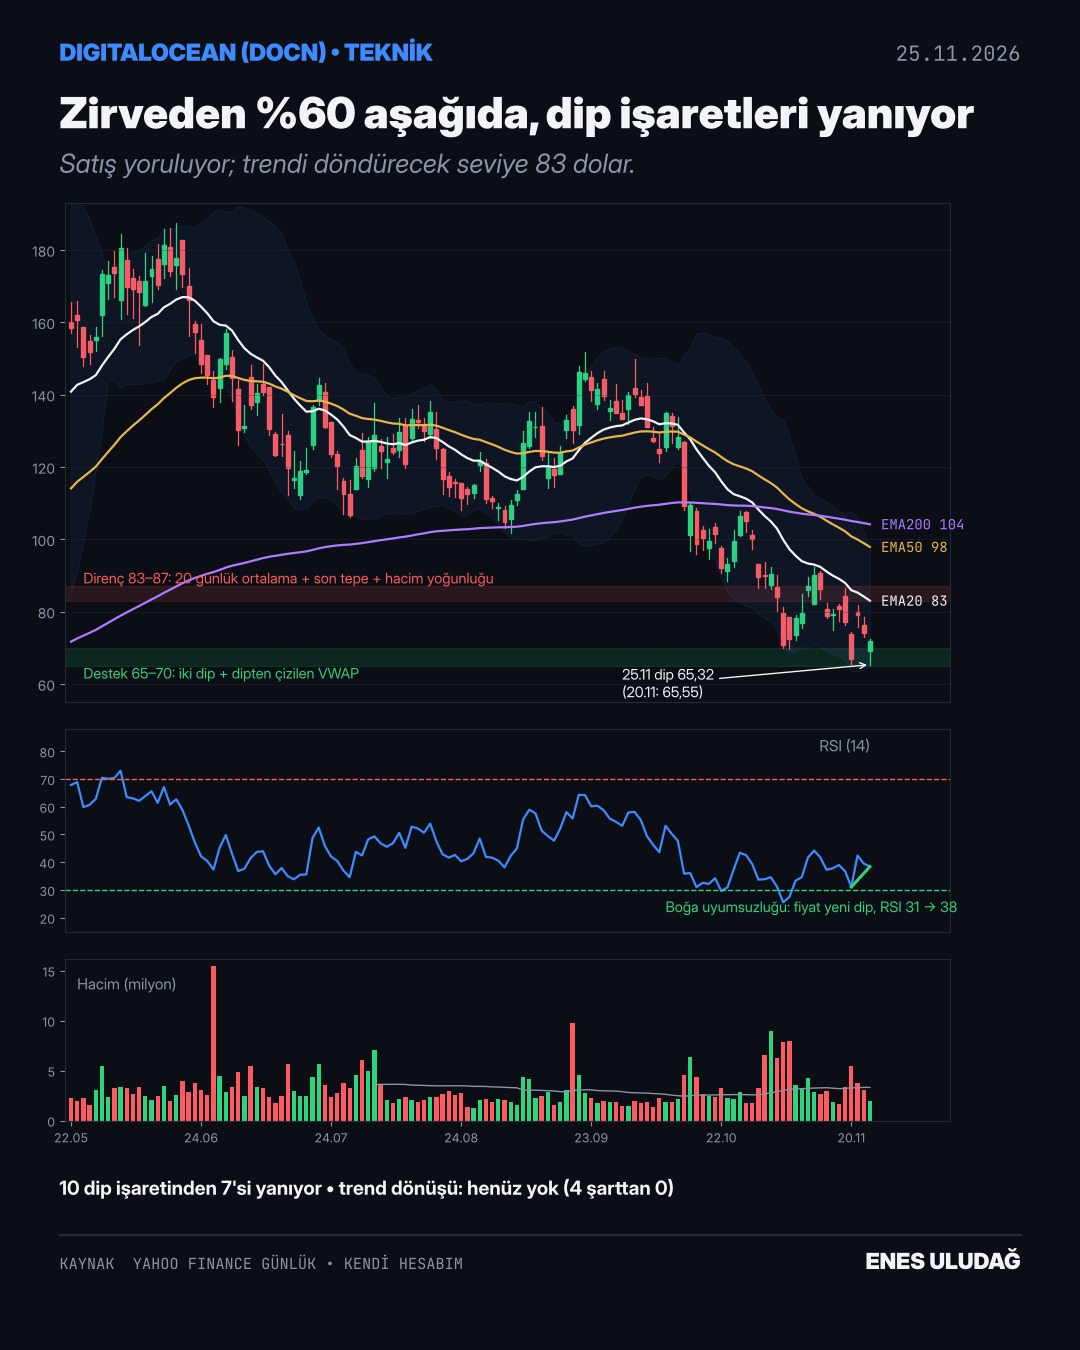 DIGITALOCEAN (DOCN) • TEKNİK
25.11.2026
Zirveden %60 aşağıda, dip işaretleri yanıyor
Satış yoruluyor; trendi döndürecek seviye 83 dolar.
180
160
140
120
100
80
60
EMA200 104
EMA50 98
EMA20 83
Direnç 83–87: 20 günlük ortalama + son tepe + hacim yoğunluğu
Destek 65–70: iki dip + dipten çizilen VWAP
25.11 dip 65,32
(20.11: 65,55)
RSI (14)
80
70
60
50
40
30
20
Boğa uyumsuzluğu: fiyat yeni dip, RSI 31 → 38
Hacim (milyon)
15
10
5
0
22.05 24.06 24.07 24.08 23.09 22.10 20.11
10 dip işaretinden 7'si yanıyor • trend dönüşü: henüz yok (4 şarttan 0)
KAYNAK YAHOO FINANCE GÜNLÜK • KENDİ HESABIM
ENES ULUDAĞ